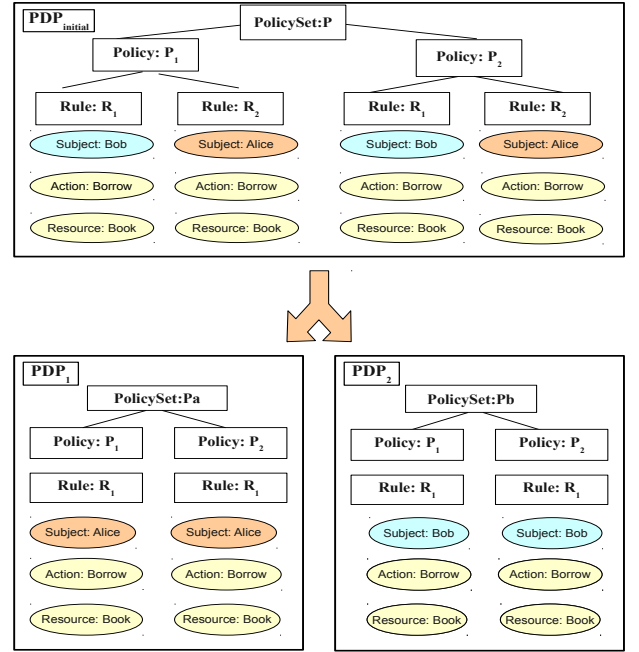 PDP initial
PolicySet:P
Policy: P1
Policy: P2
Rule: R1
Rule: R2
Rule: R1
Rule: R2
Subject: Bob
Subject: Alice
Subject: Bob
Subject: Alice
Action: Borrow
Action: Borrow
Action: Borrow
Action: Borrow
Resource: Book
Resource: Book
Resource: Book
Resource: Book
PDP1
PolicySet:Pa
Policy: P1
Policy: P2
Rule: R1
Rule: R1
Subject: Alice
Subject: Alice
Action: Borrow
Action: Borrow
Resource: Book
Resource: Book
PDP2
PolicySet:Pb
Policy: P1
Policy: P2
Rule: R1
Rule: R1
Subject: Bob
Subject: Bob
Action: Borrow
Action: Borrow
Resource: Book
Resource: Book